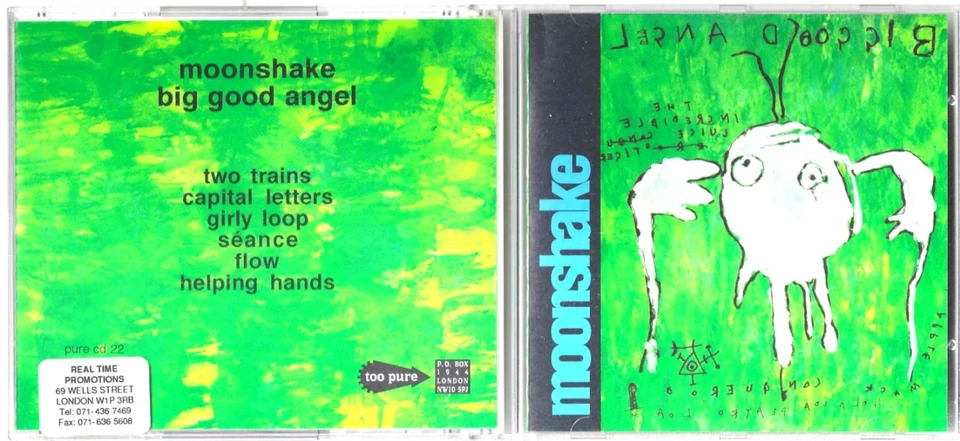 moonshake
big good angel
two trains
capital letters
girly loop
séance
flow
helping hands
pure cd 22
REAL TIME
PROMOTIONS
69 WELLS STREET
LONDON W1P 3RB
Tel: 071-436 7469
Fax: 071-636 5608
too pure
P.O. BOX
1944
LONDON
NW10 5PJ
moonshake
BIG GOOD ANGEL
THE
INCREDIBLE